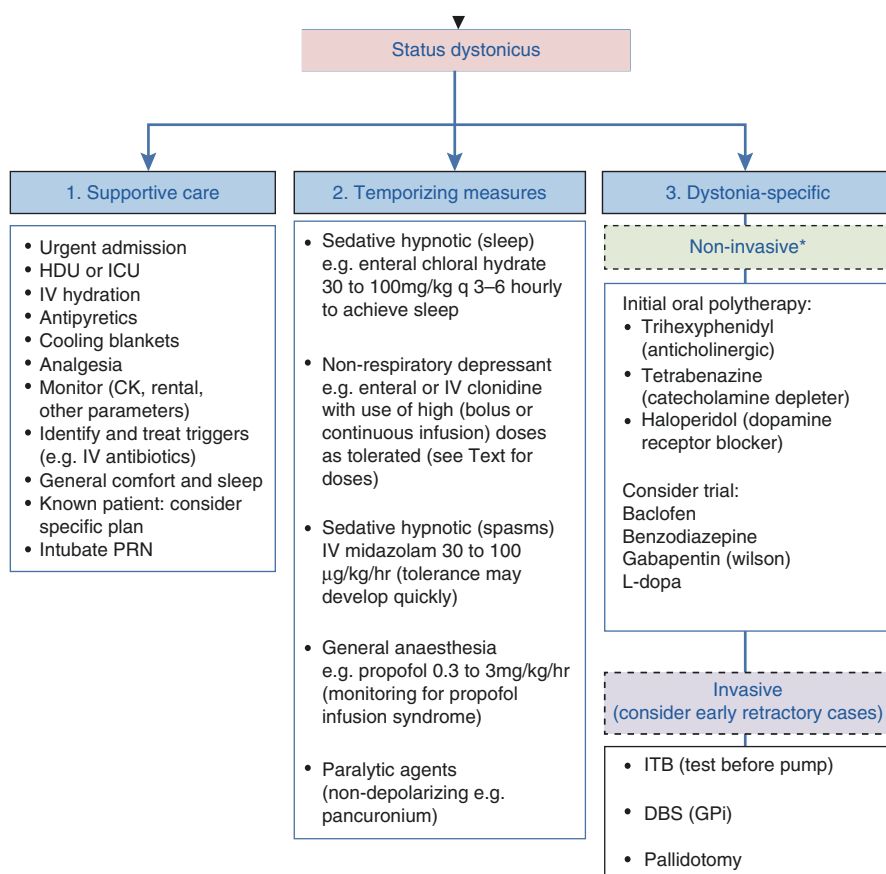 Status dystonicus
1. Supportive care
• Urgent admission
• HDU or ICU
• IV hydration
• Antipyretics
• Cooling blankets
• Analgesia
• Monitor (CK, rental,
other parameters)
• Identify and treat triggers
(e.g. IV antibiotics)
• General comfort and sleep
• Known patient: consider
specific plan
• Intubate PRN
2. Temporizing measures
• Sedative hypnotic (sleep)
e.g. enteral chloral hydrate
30 to 100mg/kg q 3–6 hourly
to achieve sleep
• Non-respiratory depressant
e.g. enteral or IV clonidine
with use of high (bolus or
continuous infusion) doses
as tolerated (see Text for
doses)
• Sedative hypnotic (spasms)
IV midazolam 30 to 100
μg/kg/hr (tolerance may
develop quickly)
• General anaesthesia
e.g. propofol 0.3 to 3mg/kg/hr
(monitoring for propofol
infusion syndrome)
• Paralytic agents
(non-depolarizing e.g.
pancuronium)
3. Dystonia-specific
Non-invasive*
Initial oral polytherapy:
• Trihexyphenidyl
(anticholinergic)
• Tetrabenazine
(catecholamine depleter)
• Haloperidol (dopamine
receptor blocker)
Consider trial:
Baclofen
Benzodiazepine
Gabapentin (wilson)
L-dopa
Invasive
(consider early retractory cases)
• ITB (test before pump)
• DBS (GPi)
• Pallidotomy